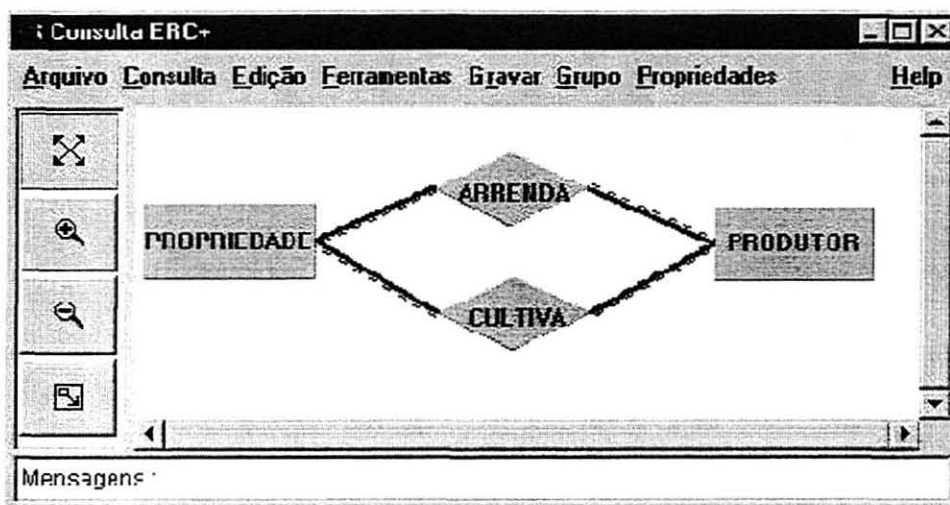 Consulta ERC+
Arquivo Consulta Edição Ferramentas Gravar Grupo Propriedades Help
ARRENDA
PROPRIEDADE PRODUTOR
CULTIVA
Mensagens :